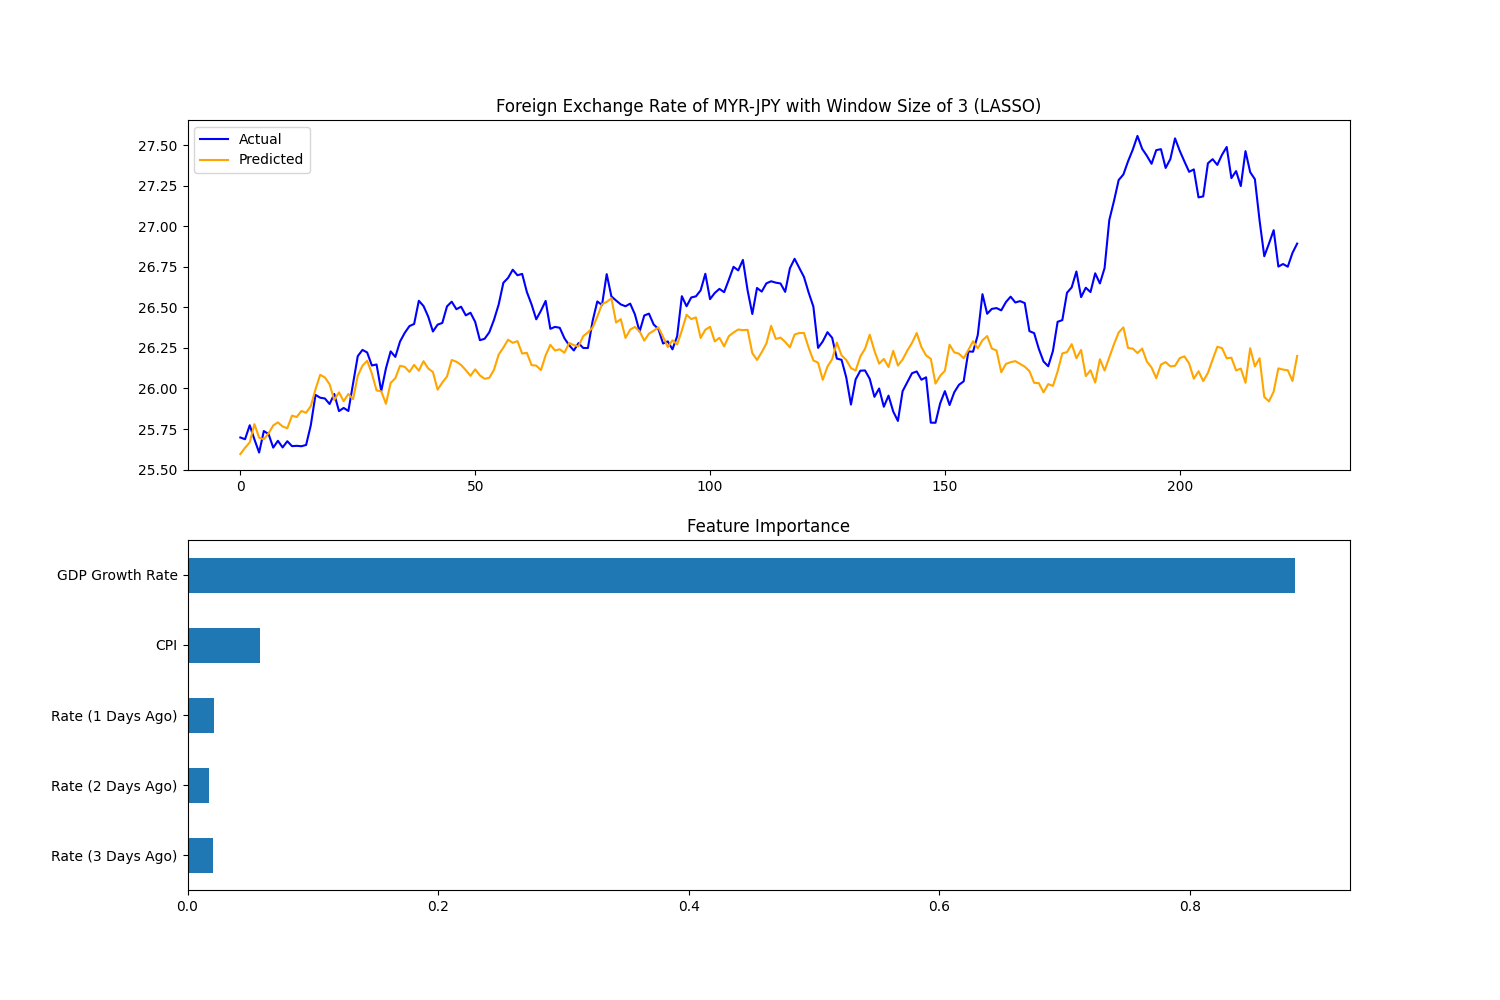 Foreign Exchange Rate of MYR-JPY with Window Size of 3 (LASSO)
Actual
Predicted
27.50
27.25
27.00
26.75
26.50
26.25
26.00
25.75
25.50
0 50 100 150 200
Feature Importance
GDP Growth Rate
CPI
Rate (1 Days Ago)
Rate (2 Days Ago)
Rate (3 Days Ago)
0.0 0.2 0.4 0.6 0.8